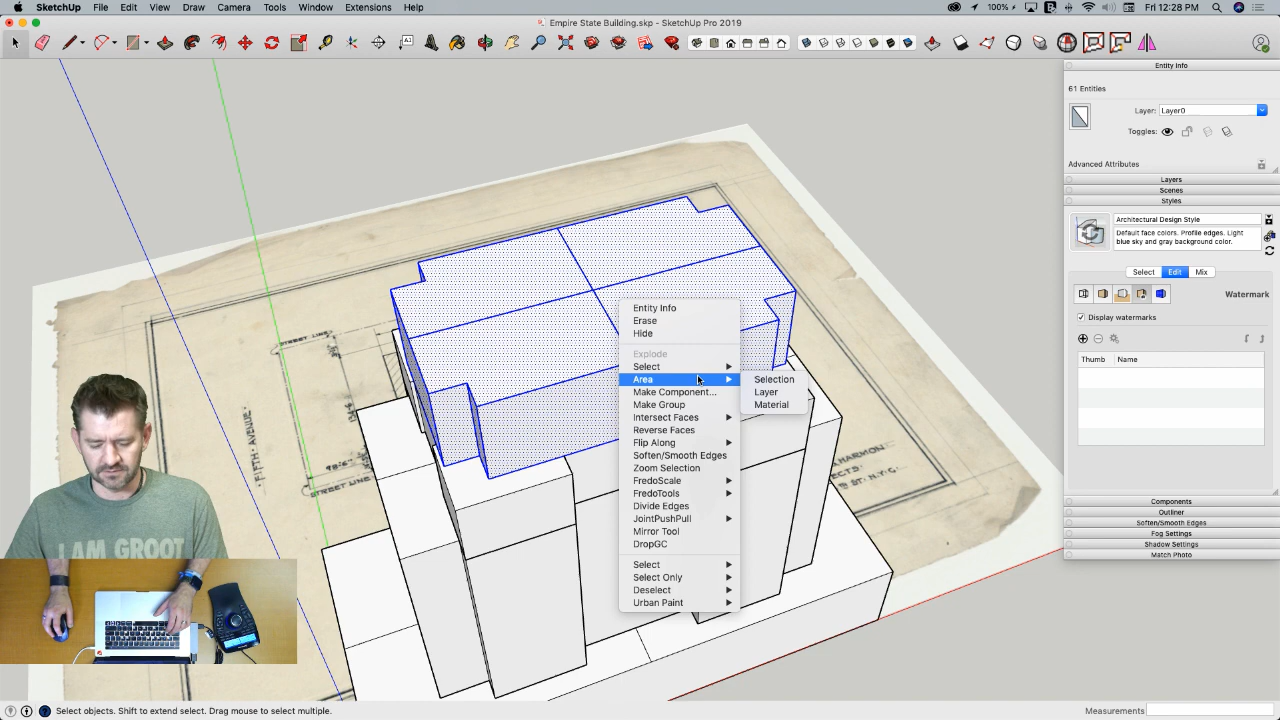 SketchUp File Edit View Draw Camera Tools Window Extensions Help
100% Fri 12:28 PM
Empire State Building.skp - SketchUp Pro 2019
Entity Info
61 Entities
Layer: Layer0
Toggles:
Advanced Attributes
Layers
Scenes
Styles
Architectural Design Style
Default face colors. Profile edges. Light
blue sky and gray background color.
Select Edit Mix
Watermark
Display watermarks
Thumb Name
Components
Outliner
Soften/Smooth Edges
Fog Settings
Shadow Settings
Match Photo
Entity Info
Erase
Hide
Explode
Select
Area
Make Component...
Make Group
Intersect Faces
Reverse Faces
Flip Along
Soften/Smooth Edges
Zoom Selection
FredoScale
FredoTools
Divide Edges
JointPushPull
Mirror Tool
DropGC
Select
Select Only
Deselect
Urban Paint
Selection
Layer
Material
STREET LINE
FIFTH AVENUE
STREET LINE
HARMON
I AM GROOT
Select objects. Shift to extend select. Drag mouse to select multiple.
Measurements